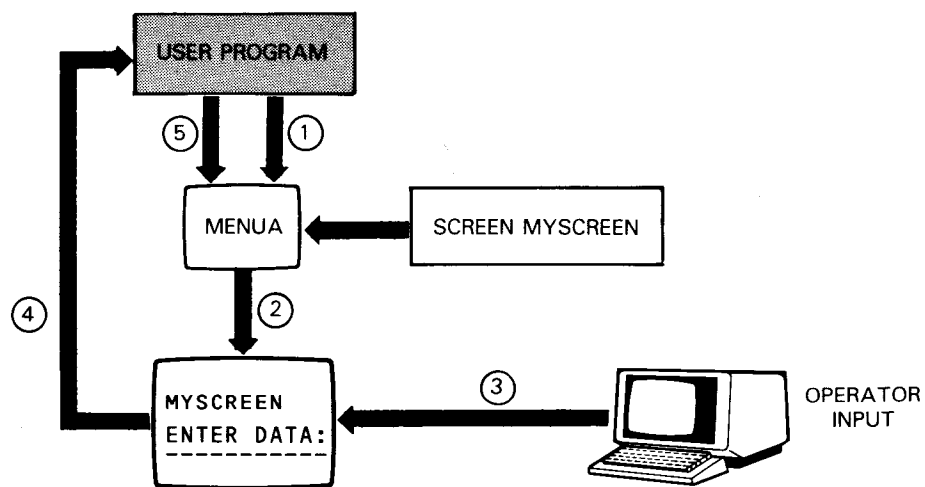 USER PROGRAM
5
1
MENUA
SCREEN MYSCREEN
2
4
3
MYSCREEN
ENTER DATA:
OPERATOR
INPUT